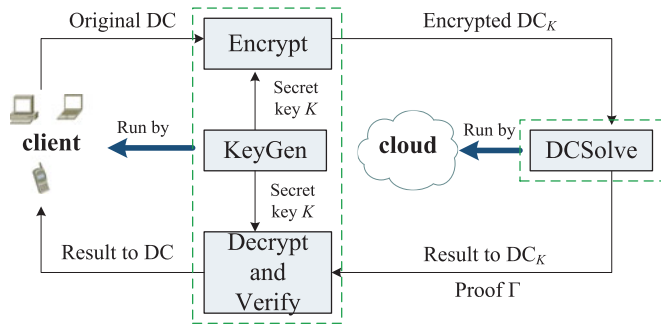 Original DC
Encrypt
Encrypted DC_K
Secret
key K
client
Run by
KeyGen
cloud
Run by
DCSolve
Secret
key K
Result to DC
Decrypt
and
Verify
Result to DC_K
Proof Γ